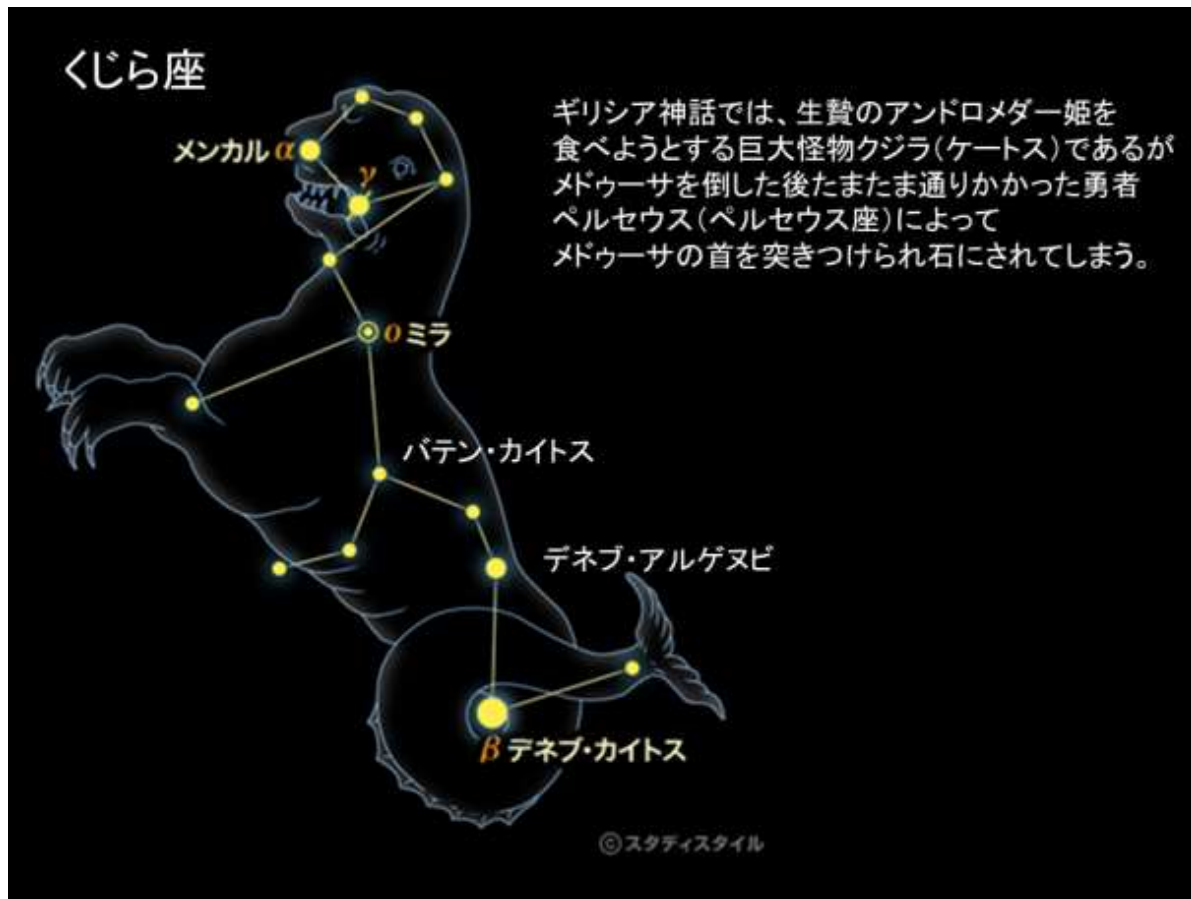 くじら座
ギリシア神話では、生贄のアンドロメダー姫を
食べようとする巨大怪物クジラ（ケートス）であるが
メドゥーサを倒した後たまたま通りかかった勇者
ペルセウス（ペルセウス座）によって
メドゥーサの首を突きつけられ石にされてしまう。
メンカル α
γ
ο ミラ
バテン・カイトス
デネブ・アルゲヌビ
β デネブ・カイトス
©スタディスタイル